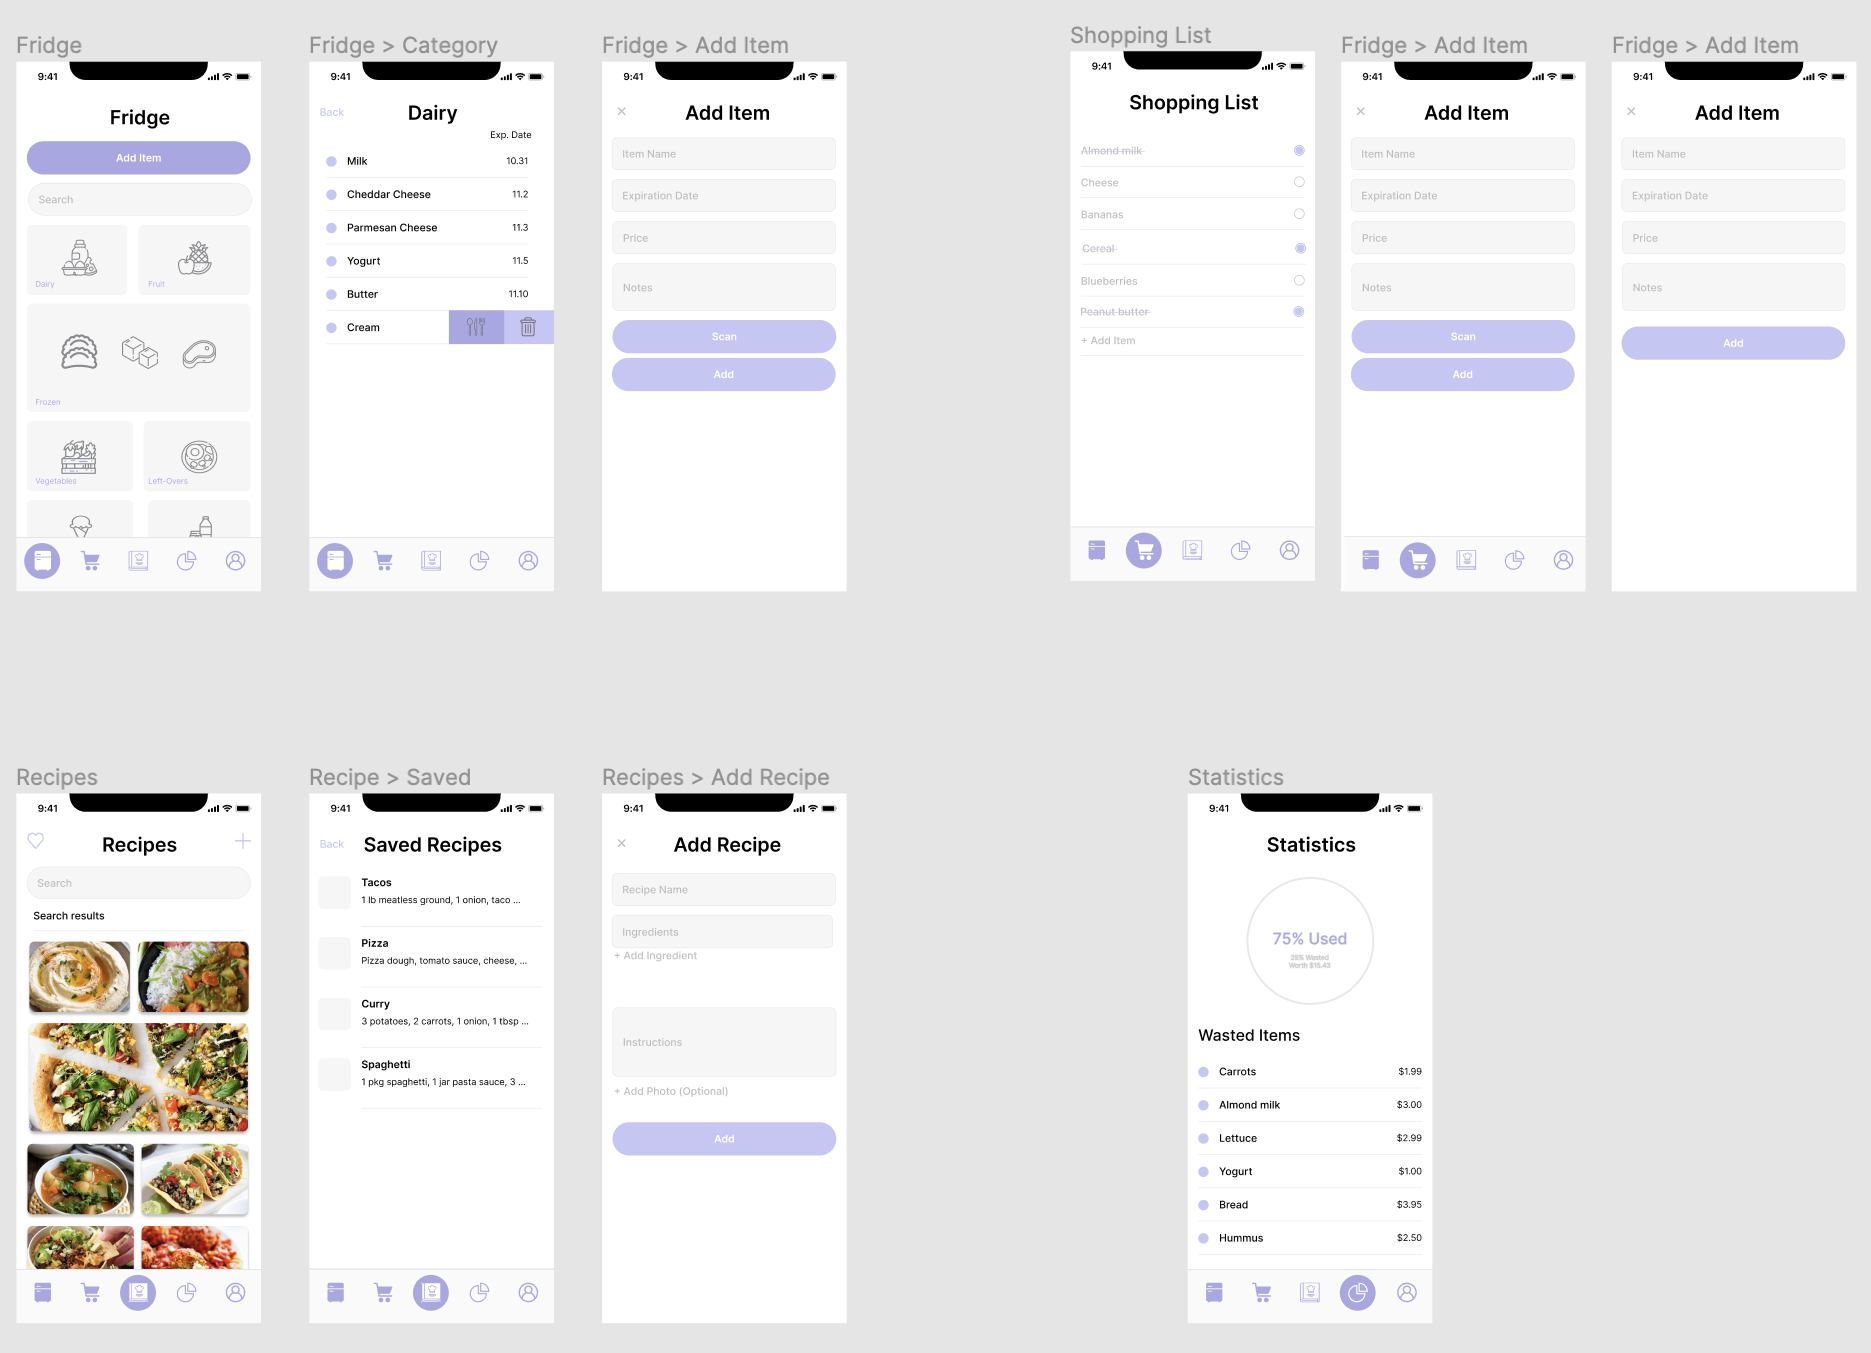 Fridge
9:41
Fridge
Add Item
Search
Dairy
Fruit
Frozen
Vegetables
Left-Overs
Fridge > Category
9:41
Back
Dairy
Exp. Date
Milk 10.31
Cheddar Cheese 11.2
Parmesan Cheese 11.3
Yogurt 11.5
Butter 11.10
Cream
Fridge > Add Item
9:41
× Add Item
Item Name
Expiration Date
Price
Notes
Scan
Add
Shopping List
9:41
Shopping List
Almond milk
Cheese
Bananas
Cereal
Blueberries
Peanut butter
+ Add Item
Fridge > Add Item
9:41
× Add Item
Item Name
Expiration Date
Price
Notes
Scan
Add
Fridge > Add Item
9:41
× Add Item
Item Name
Expiration Date
Price
Notes
Add
Recipes
9:41
Recipes
Search
Search results
Recipe > Saved
9:41
Back
Saved Recipes
Tacos
1 lb meatless ground, 1 onion, taco ...
Pizza
Pizza dough, tomato sauce, cheese, ...
Curry
3 potatoes, 2 carrots, 1 onion, 1 tbsp ...
Spaghetti
1 pkg spaghetti, 1 jar pasta sauce, 3 ...
Recipes > Add Recipe
9:41
× Add Recipe
Recipe Name
Ingredients
+ Add Ingredient
Instructions
+ Add Photo (Optional)
Add
Statistics
9:41
Statistics
75% Used
25% Wasted
Worth $15.43
Wasted Items
Carrots $1.99
Almond milk $3.00
Lettuce $2.99
Yogurt $1.00
Bread $3.95
Hummus $2.50